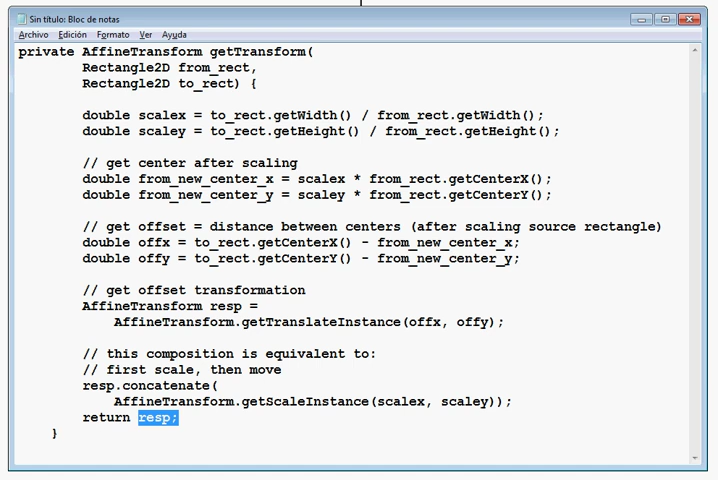 Sin título: Bloc de notas
Archivo Edición Formato Ver Ayuda
private AffineTransform getTransform(
Rectangle2D from_rect,
Rectangle2D to_rect) {
double scalex = to_rect.getWidth() / from_rect.getWidth();
double scaley = to_rect.getHeight() / from_rect.getHeight();
// get center after scaling
double from_new_center_x = scalex * from_rect.getCenterX();
double from_new_center_y = scaley * from_rect.getCenterY();
// get offset = distance between centers (after scaling source rectangle)
double offx = to_rect.getCenterX() - from_new_center_x;
double offy = to_rect.getCenterY() - from_new_center_y;
// get offset transformation
AffineTransform resp =
AffineTransform.getTranslateInstance(offx, offy);
// this composition is equivalent to:
// first scale, then move
resp.concatenate(
AffineTransform.getScaleInstance(scalex, scaley));
return resp;
}